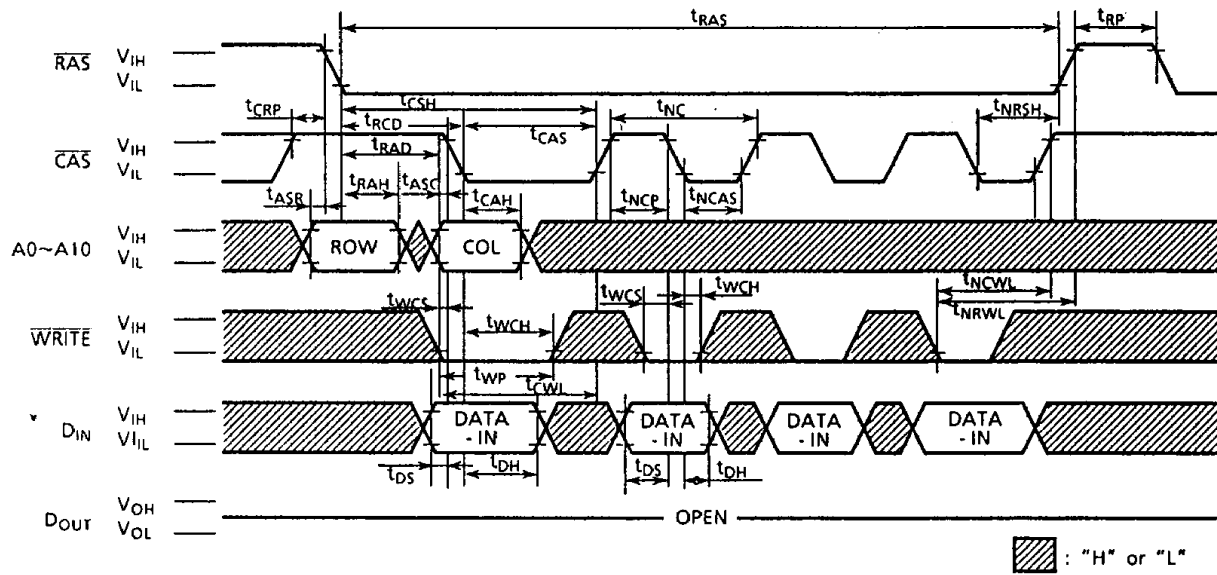 tRAS
tRP
RAS
VIH
VIL
tCRP
tCSH
tRCD
tCAS
tNC
tNRSH
CAS
VIH
VIL
tRAD
tRAH
tASC
tASR
tCAH
tNCP
tNCAS
A0~A10
VIH
VIL
ROW
COL
tNCWL
tNRWL
tWCS
tWCH
tWCS
tWCH
WRITE
VIH
VIL
tWP
tCWL
DIN
VIH
VIIL
DATA
- IN
DATA
- IN
DATA
- IN
DATA
- IN
tDS
tDH
tDS
tDH
DOUT
VOH
VOL
OPEN
: "H" or "L"